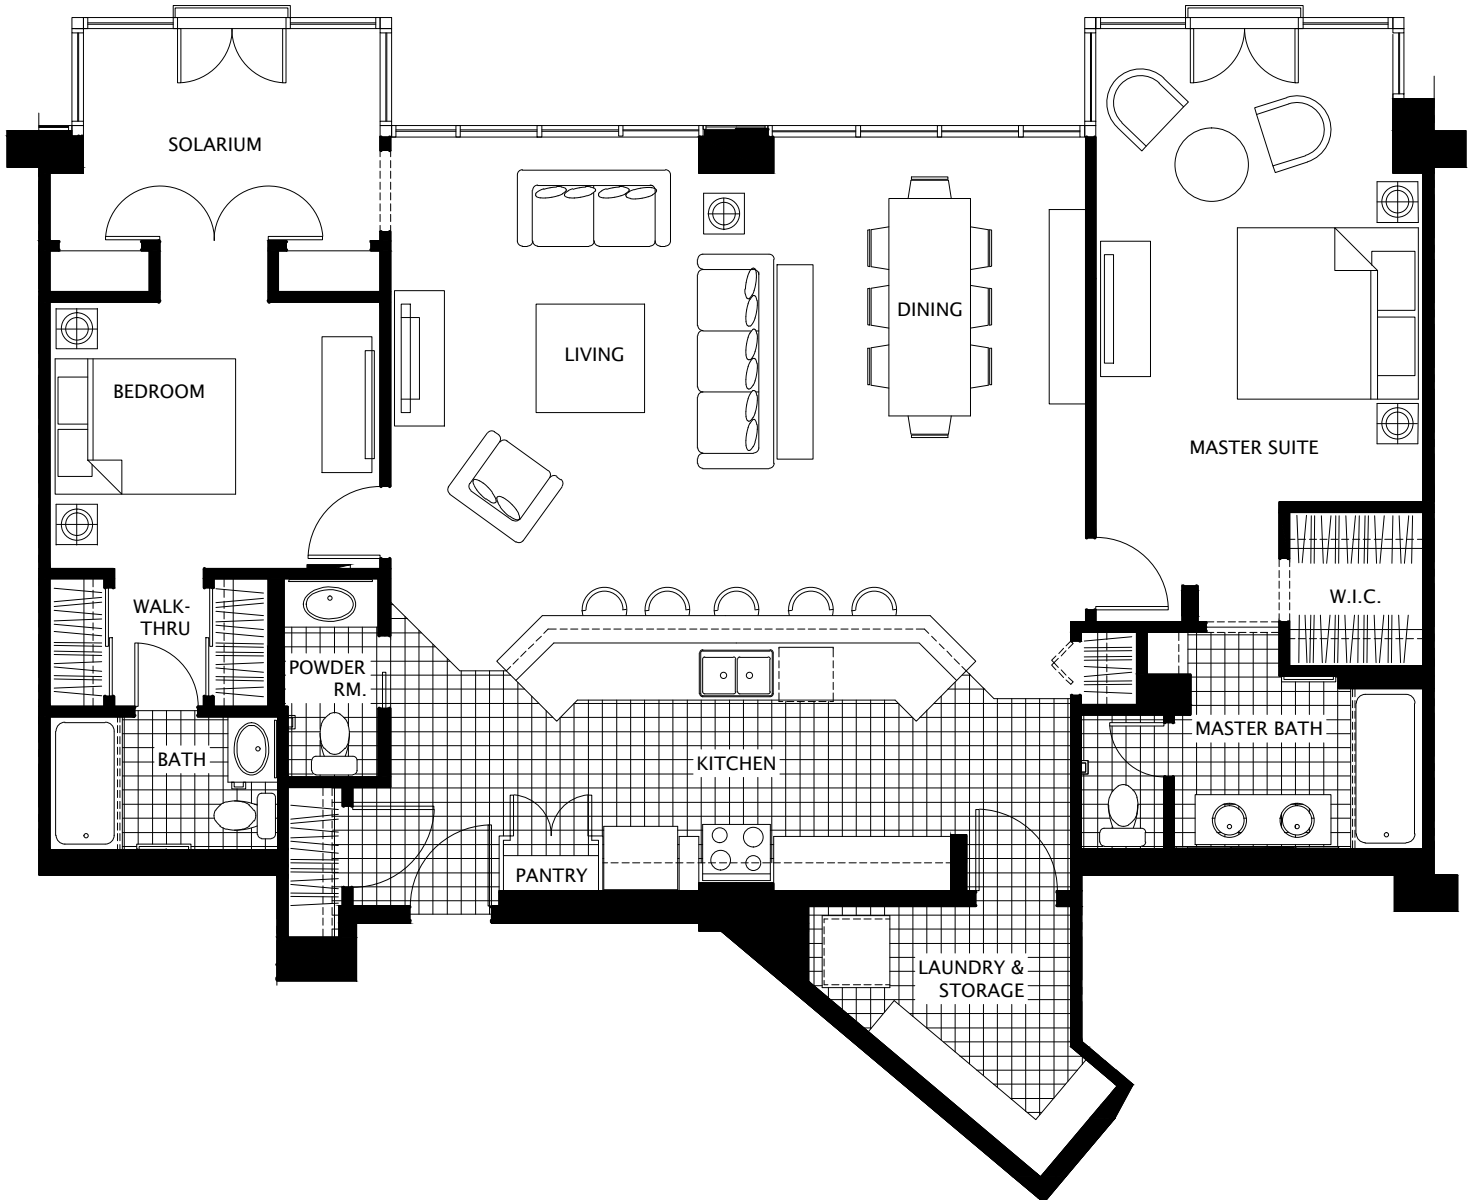 SOLARIUM
DINING
LIVING
BEDROOM
MASTER SUITE
W.I.C.
WALK-
THRU
POWDER
RM.
MASTER BATH
BATH
KITCHEN
PANTRY
LAUNDRY &
STORAGE